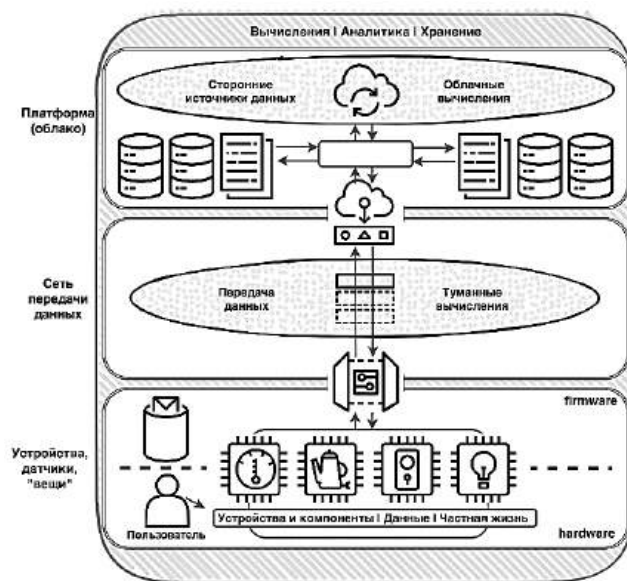 Вычисления | Аналитика | Хранение
Платформа
(облако)
Сторонние
источники данных
Облачные
вычисления
Сеть
передачи
данных
Передача
данных
Туманные
вычисления
firmware
Устройства,
датчики,
"вещи"
Пользователь
Устройства и компоненты | Данные | Частная жизнь
hardware